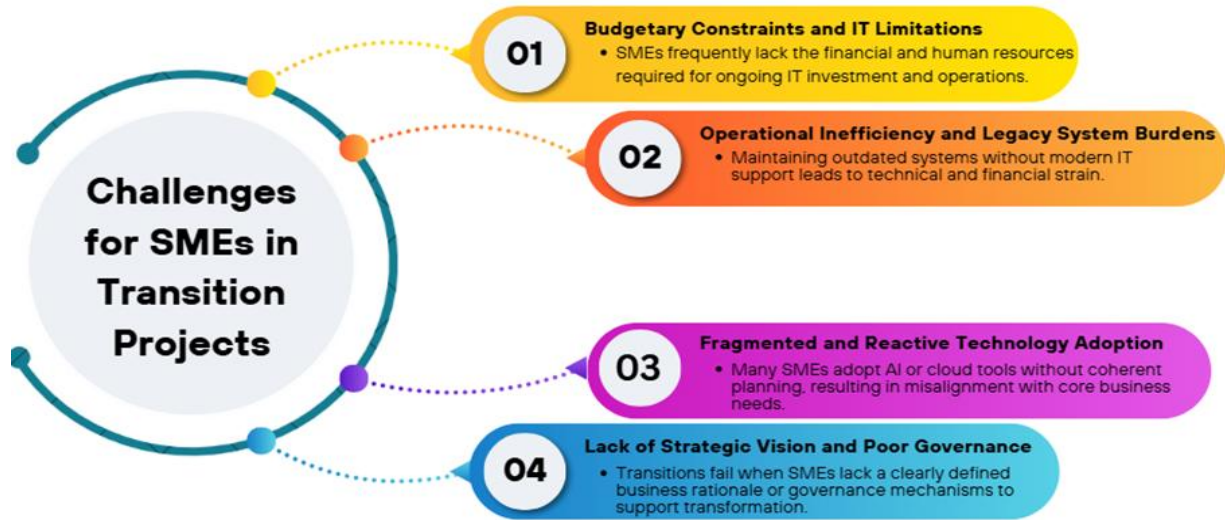 Challenges
for SMEs in
Transition
Projects
01
Budgetary Constraints and IT Limitations
• SMEs frequently lack the financial and human resources
required for ongoing IT investment and operations.
02
Operational Inefficiency and Legacy System Burdens
• Maintaining outdated systems without modern IT
support leads to technical and financial strain.
03
Fragmented and Reactive Technology Adoption
• Many SMEs adopt AI or cloud tools without coherent
planning, resulting in misalignment with core business
needs.
04
Lack of Strategic Vision and Poor Governance
• Transitions fail when SMEs lack a clearly defined
business rationale or governance mechanisms to
support transformation.